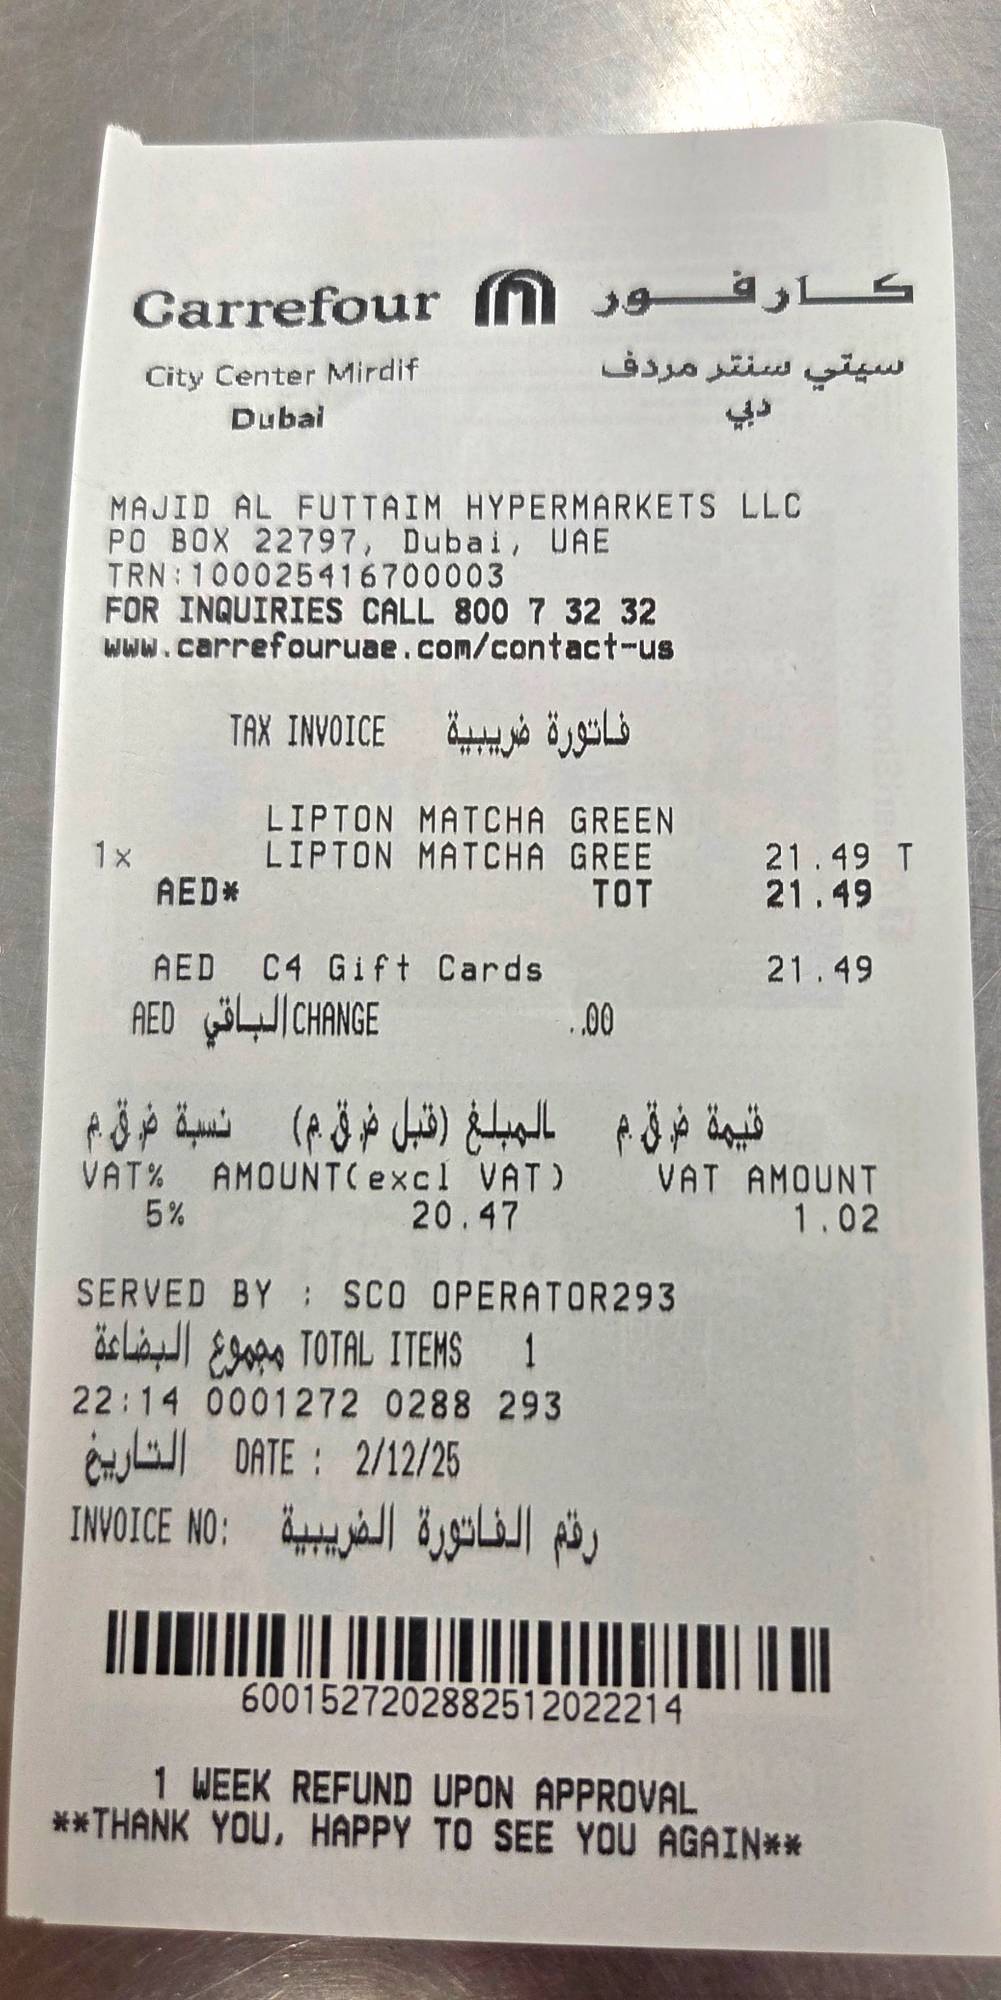 Carrefour كارفور
City Center Mirdif سيتي سنتر مردف
Dubai دبي
MAJID AL FUTTAIM HYPERMARKETS LLC
PO BOX 22797, Dubai, UAE
TRN:100025416700003
FOR INQUIRIES CALL 800 7 32 32
www.carrefouruae.com/contact-us
TAX INVOICE فاتورة ضريبية
LIPTON MATCHA GREEN
1x LIPTON MATCHA GREE 21.49 T
AED* TOT 21.49
AED C4 Gift Cards 21.49
AED الباقي CHANGE ..00
نسبة ض.ق.م المبلغ (قبل ض.ق.م) قيمة ض.ق.م
VAT% AMOUNT(excl VAT) VAT AMOUNT
5% 20.47 1.02
SERVED BY : SCO OPERATOR293
مجموع البضاعة TOTAL ITEMS 1
22:14 0001272 0288 293
التاريخ DATE : 2/12/25
INVOICE NO: رقم الفاتورة الضريبية
6001527202882512022214
1 WEEK REFUND UPON APPROVAL
**THANK YOU, HAPPY TO SEE YOU AGAIN**